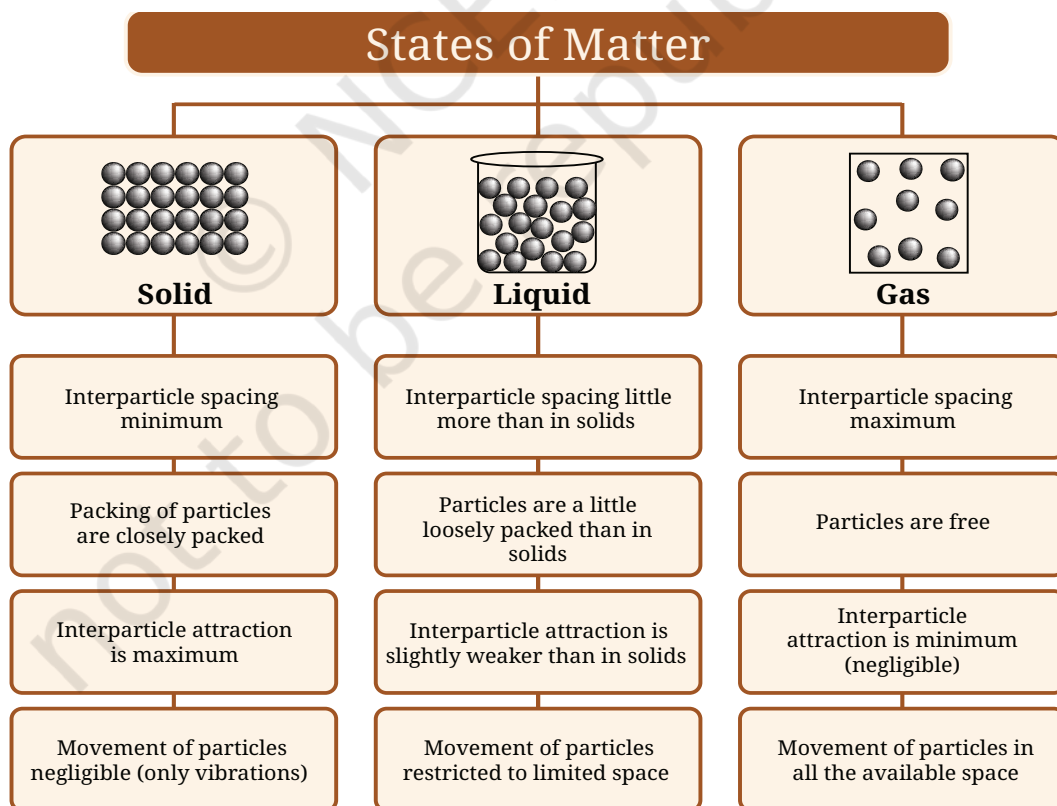 States of Matter
Solid
Liquid
Gas
Interparticle spacing
minimum
Interparticle spacing little
more than in solids
Interparticle spacing
maximum
Packing of particles
are closely packed
Particles are a little
loosely packed than in
solids
Particles are free
Interparticle attraction
is maximum
Interparticle attraction is
slightly weaker than in solids
Interparticle
attraction is minimum
(negligible)
Movement of particles
negligible (only vibrations)
Movement of particles
restricted to limited space
Movement of particles in
all the available space
©
not to be